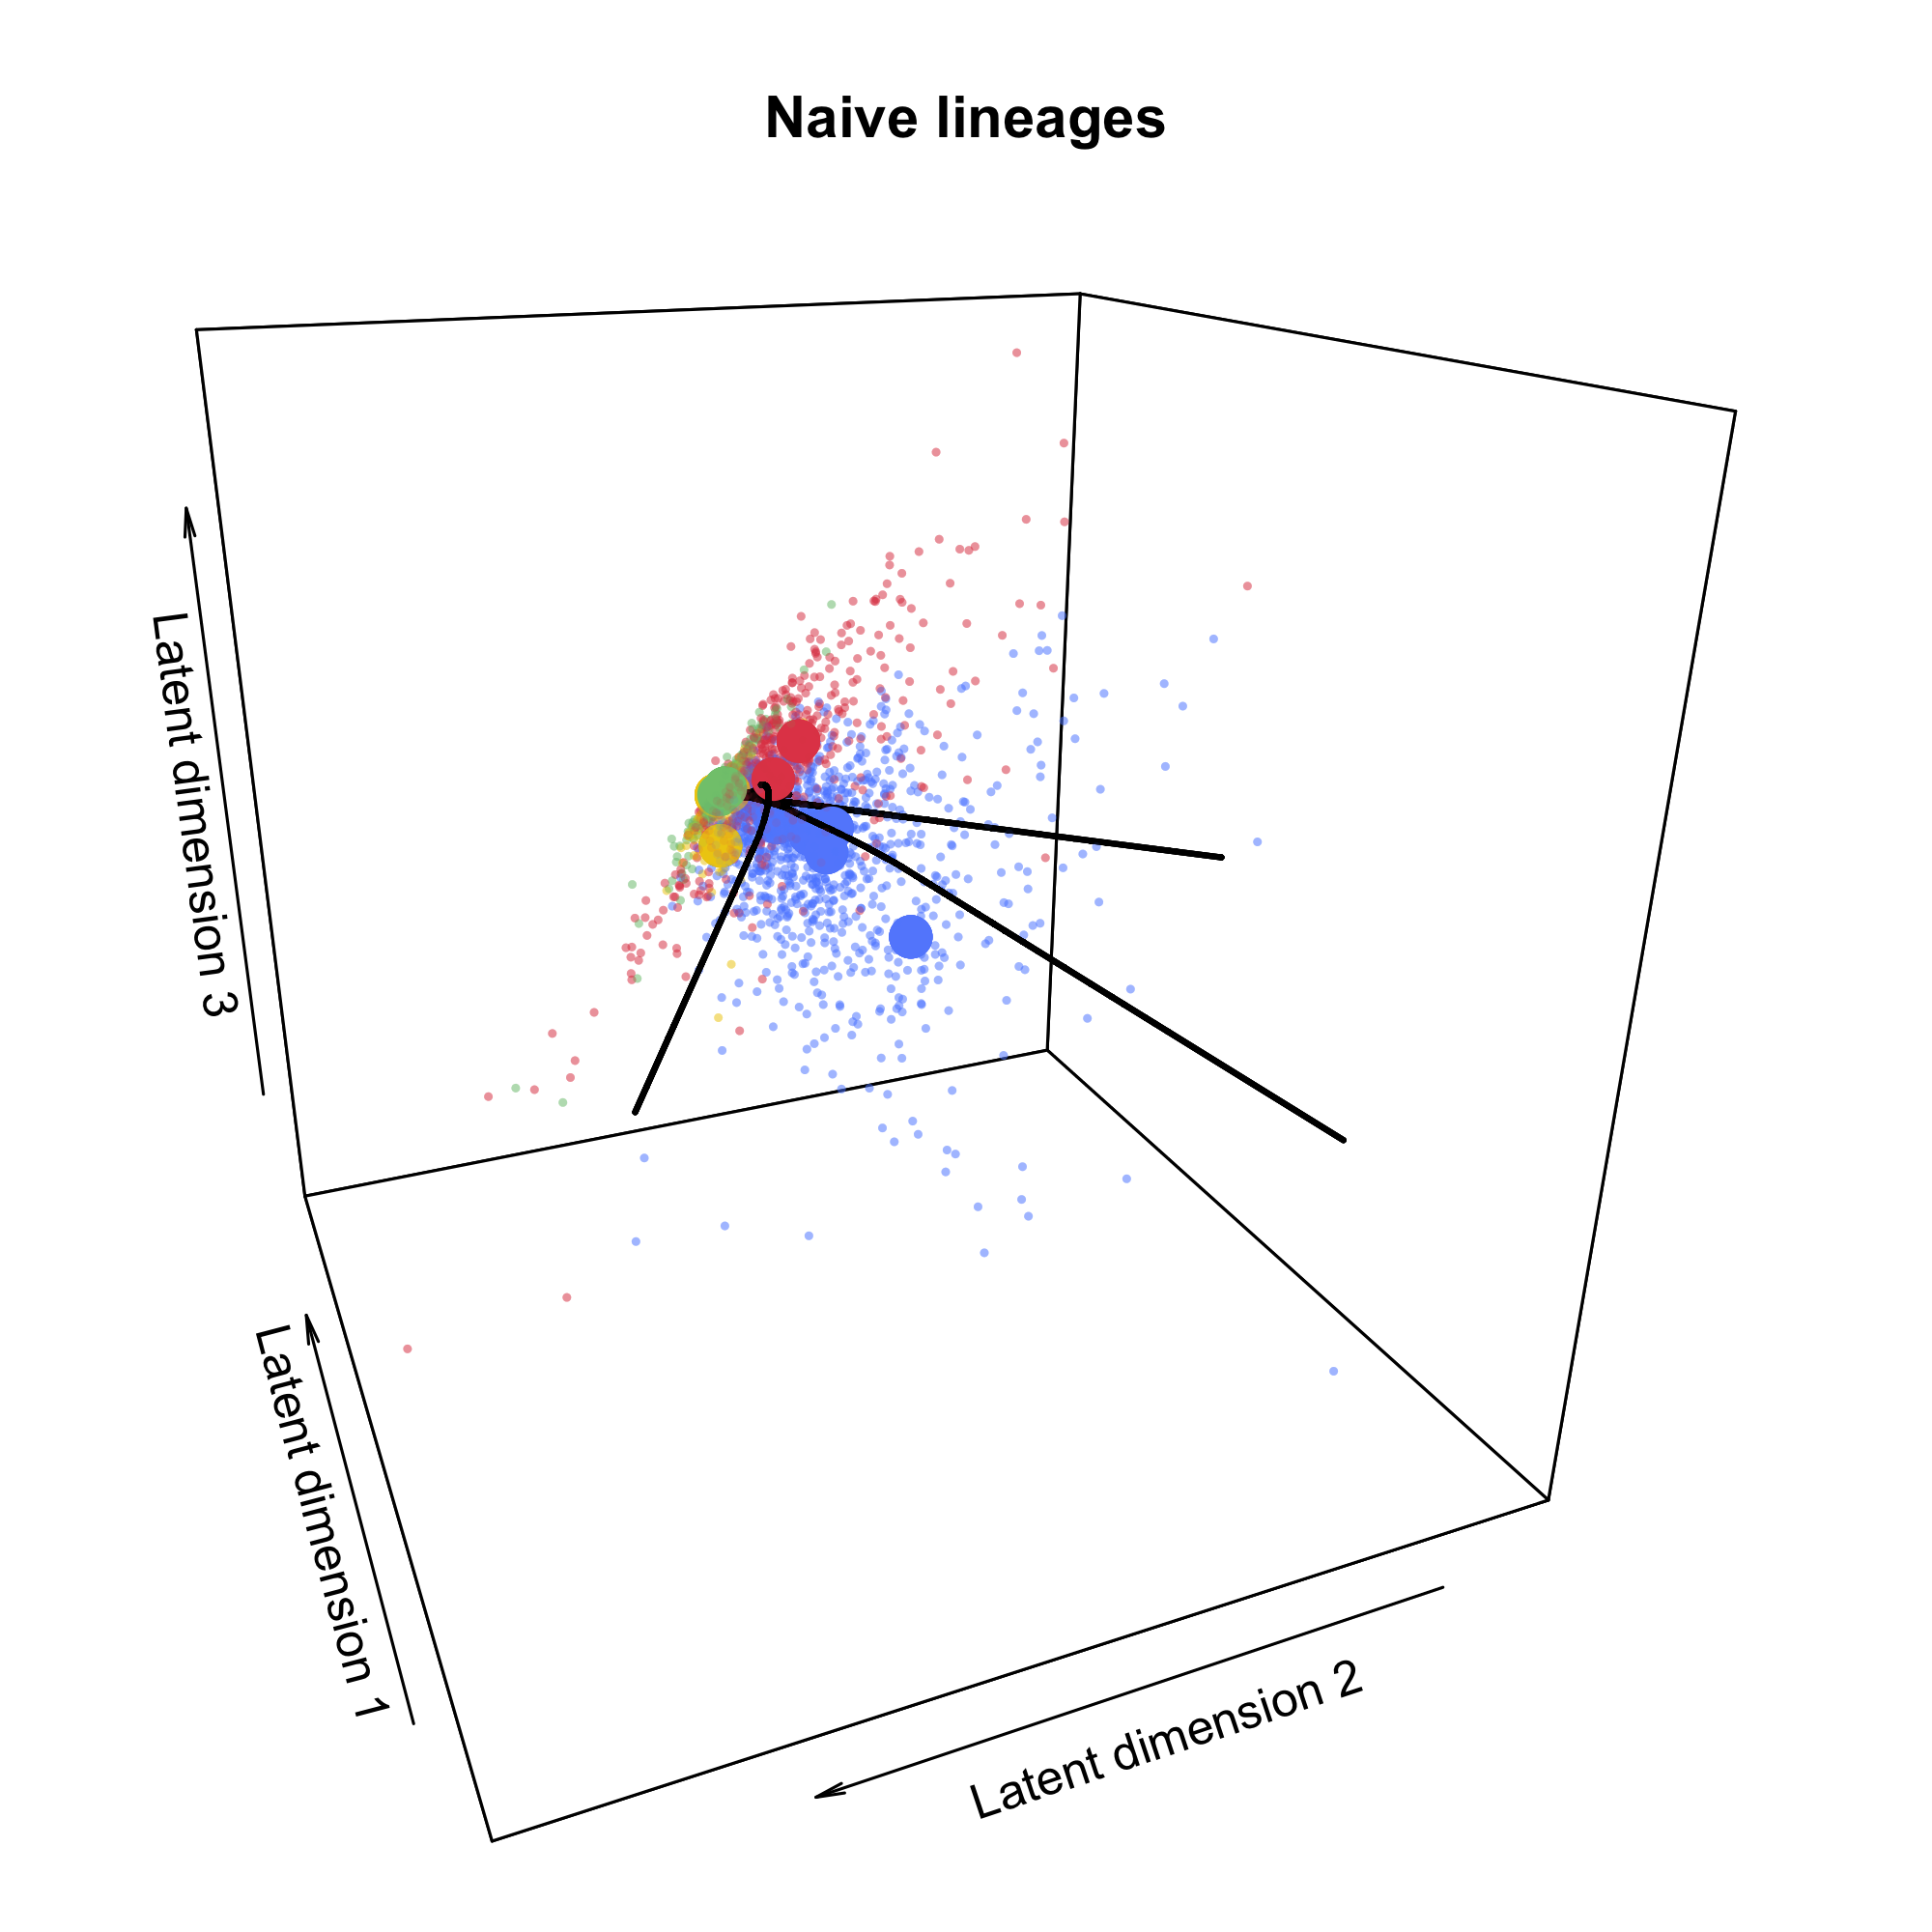 Naive lineages
Latent dimension 3
Latent dimension 1
Latent dimension 2